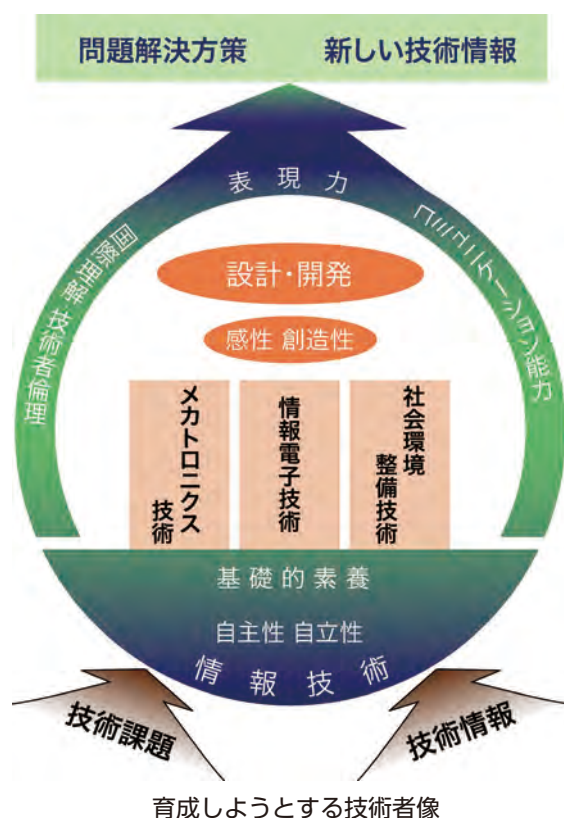 問題解決方策 新しい技術情報
表現力
国際理解 技術者倫理
コミュニケーション能力
設計・開発
感性 創造性
メカトロニクス
技術
情報電子技術
社会環境
整備技術
基礎的素養
自主性 自立性
情報技術
技術課題
技術情報
育成しようとする技術者像